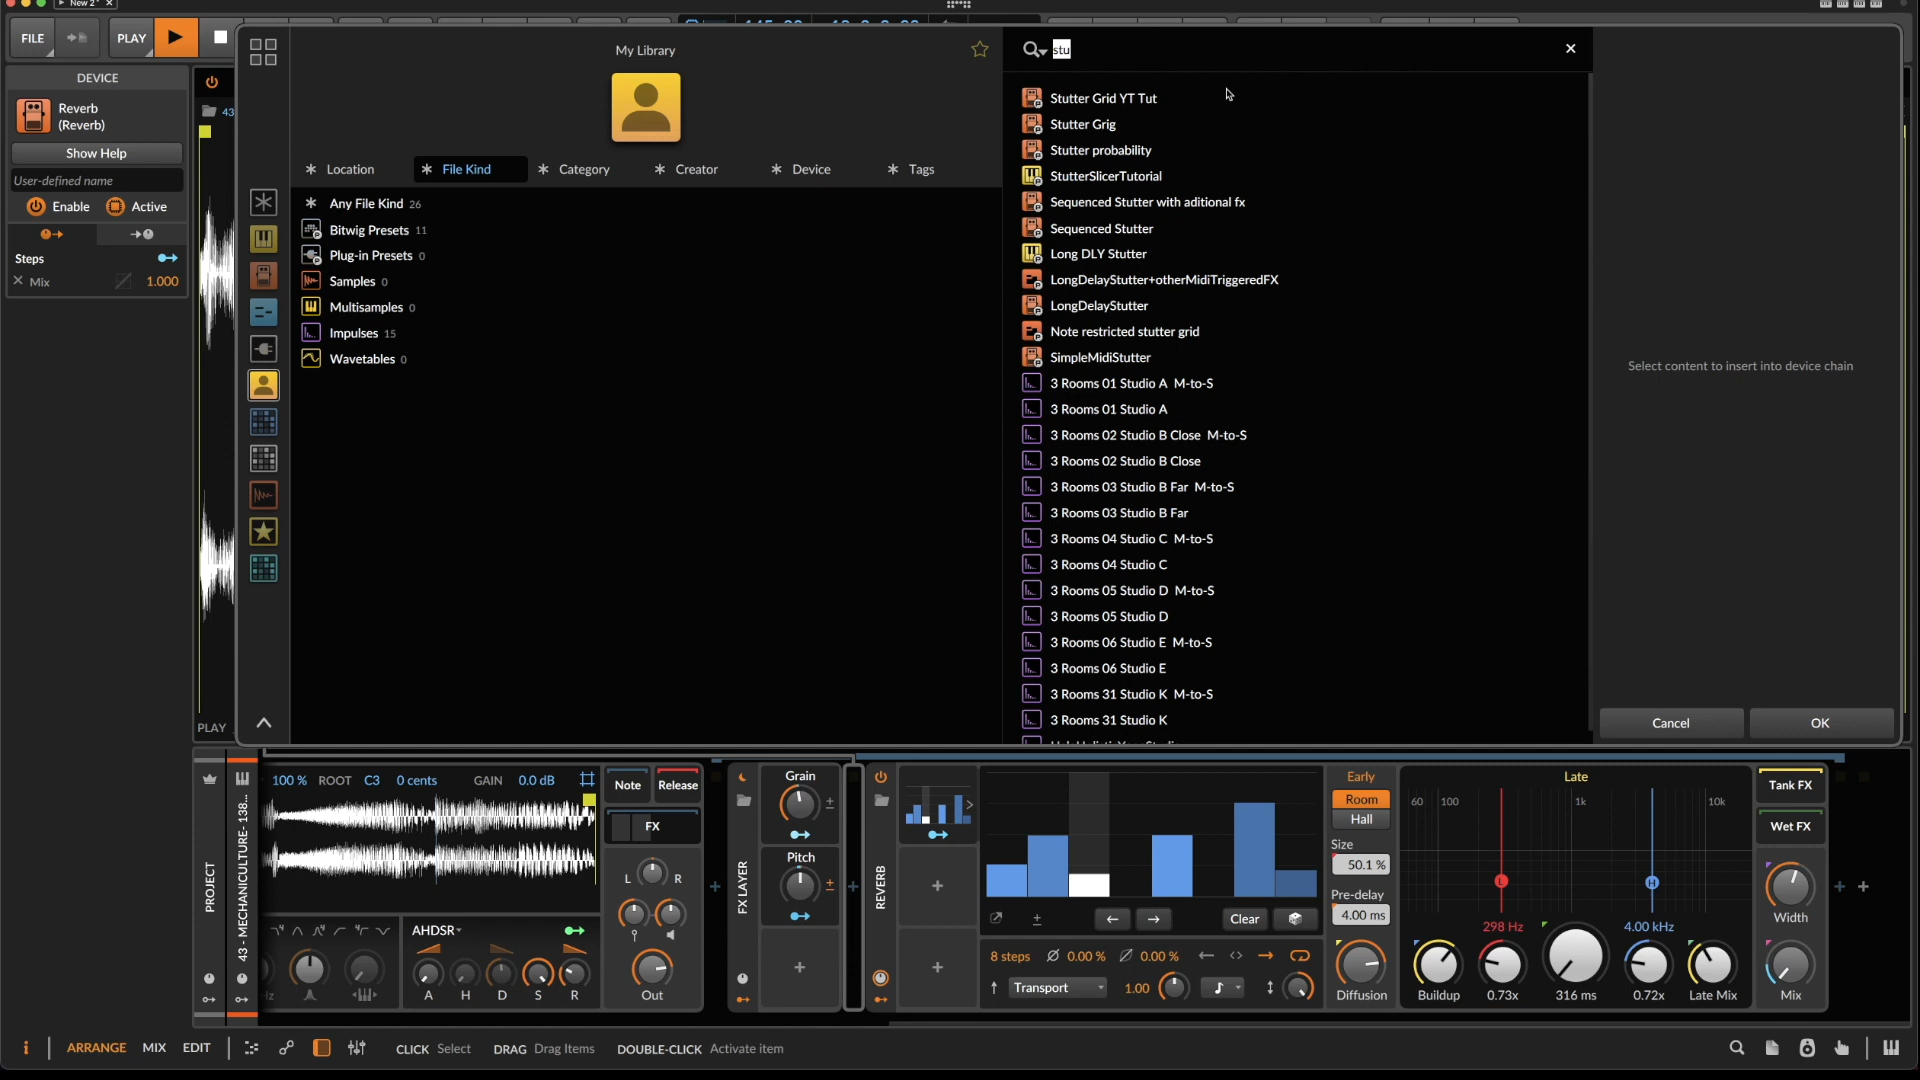 New 2
FILE
PLAY
DEVICE
Reverb
(Reverb)
Show Help
User-defined name
Enable
Active
Steps
Mix
1.000
43
PLAY
My Library
Location
File Kind
Category
Creator
Device
Tags
Any File Kind 26
Bitwig Presets 11
Plug-in Presets 0
Samples 0
Multisamples 0
Impulses 15
Wavetables 0
stu
Stutter Grid YT Tut
Stutter Grig
Stutter probability
StutterSlicerTutorial
Sequenced Stutter with aditional fx
Sequenced Stutter
Long DLY Stutter
LongDelayStutter+otherMidiTriggeredFX
LongDelayStutter
Note restricted stutter grid
SimpleMidiStutter
3 Rooms 01 Studio A M-to-S
3 Rooms 01 Studio A
3 Rooms 02 Studio B Close M-to-S
3 Rooms 02 Studio B Close
3 Rooms 03 Studio B Far M-to-S
3 Rooms 03 Studio B Far
3 Rooms 04 Studio C M-to-S
3 Rooms 04 Studio C
3 Rooms 05 Studio D M-to-S
3 Rooms 05 Studio D
3 Rooms 06 Studio E M-to-S
3 Rooms 06 Studio E
3 Rooms 31 Studio K M-to-S
3 Rooms 31 Studio K
Select content to insert into device chain
Cancel
OK
PROJECT
43 - MECHANICULTURE- 138...
100 % ROOT C3 0 cents GAIN 0.0 dB
Hz
AHDSR
A H D S R
Note
Release
FX
L R
Out
FX LAYER
Grain
Pitch
REVERB
Clear
8 steps 0.00 % 0.00 %
Transport 1.00
Early
Room
Hall
Size
50.1 %
Pre-delay
4.00 ms
Diffusion
Late
60 100 1k 10k
L
H
298 Hz
4.00 kHz
Buildup
0.73x
316 ms
0.72x
Late Mix
Tank FX
Wet FX
Width
Mix
i
ARRANGE MIX EDIT
CLICK Select DRAG Drag Items DOUBLE-CLICK Activate item